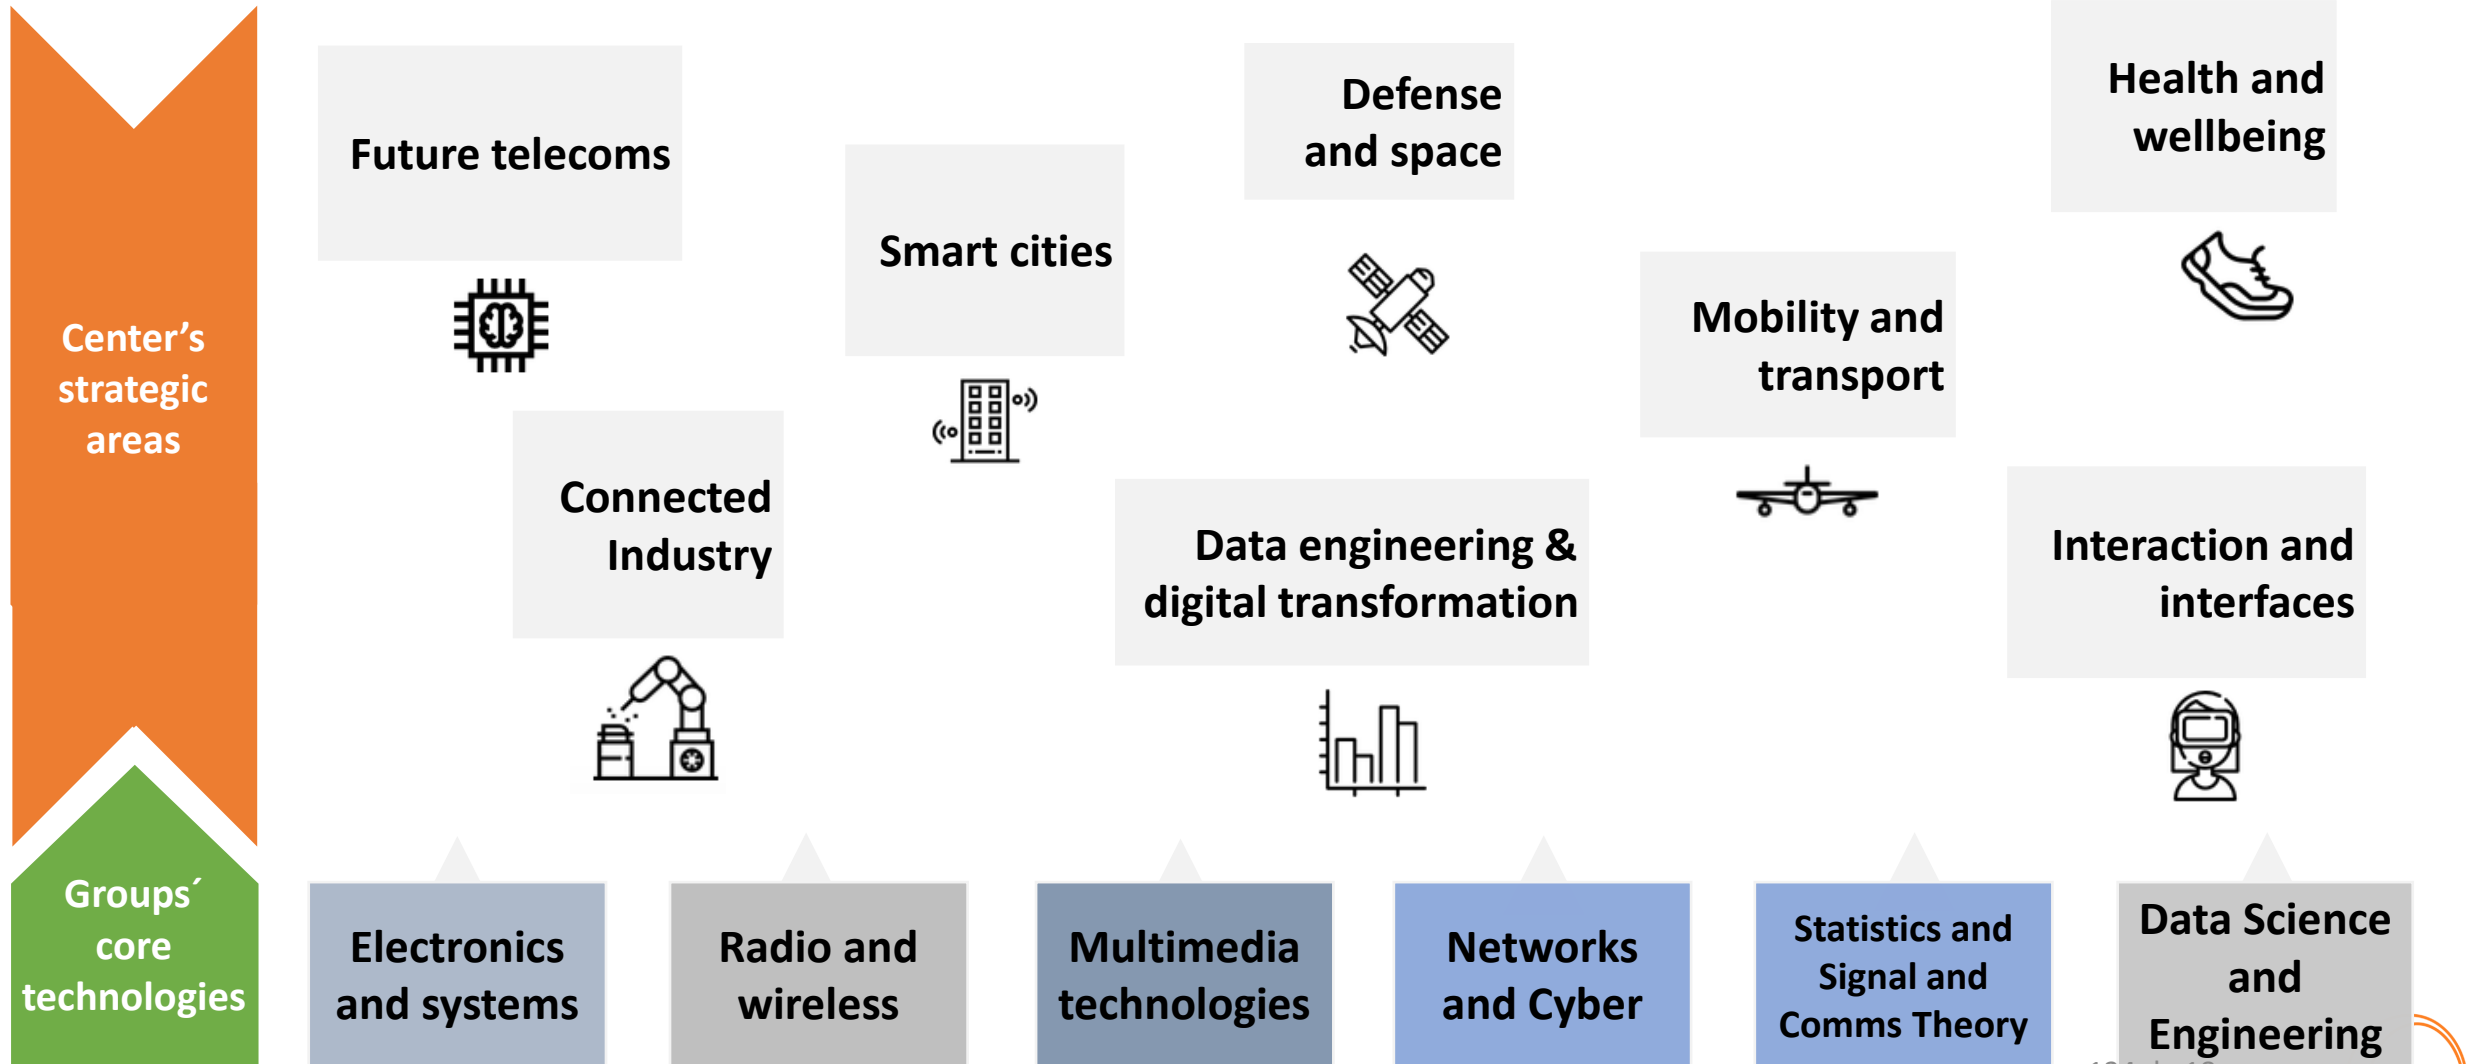 Center’s
strategic
areas
Future telecoms
Smart cities
Defense
and space
Health and
wellbeing
Mobility and
transport
Connected
Industry
Data engineering &
digital transformation
Interaction and
interfaces
Groups´
core
technologies
Electronics
and systems
Radio and
wireless
Multimedia
technologies
Networks
and Cyber
Statistics and
Signal and
Comms Theory
Data Science
and
Engineering